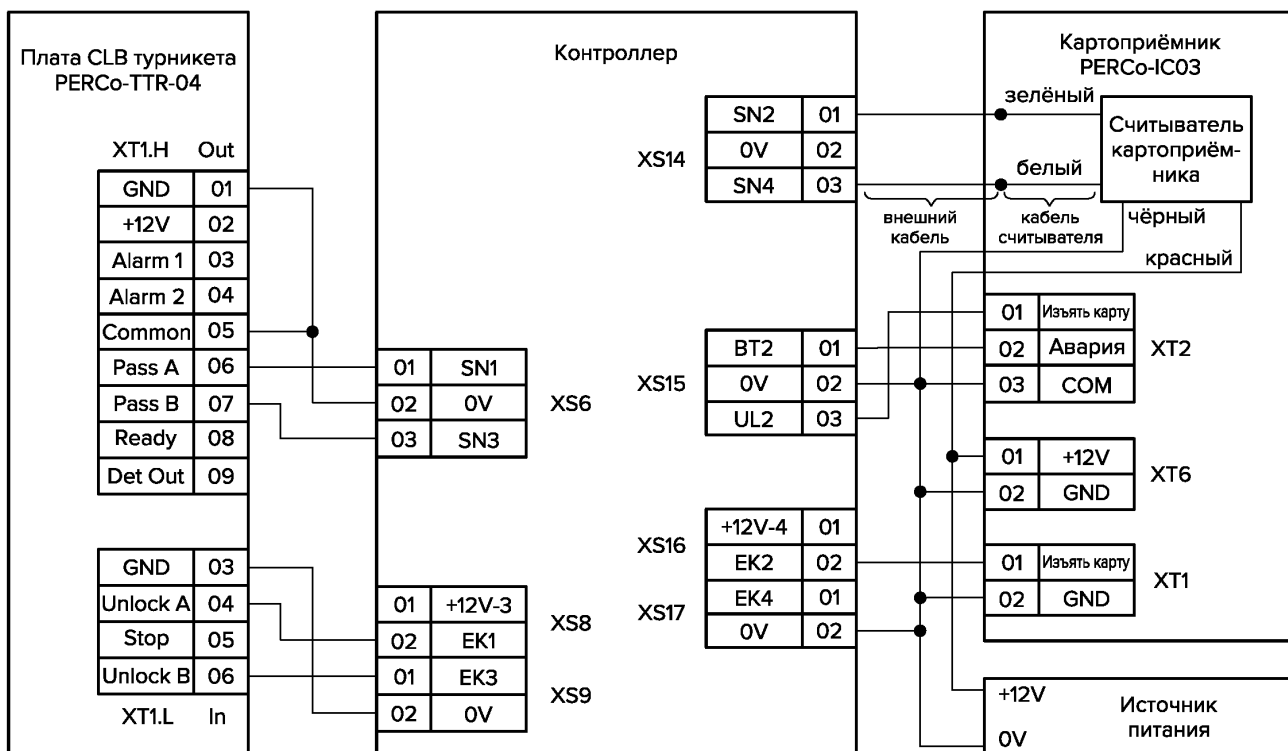 Плата CLB турникета
PERCo-TTR-04
XT1.H Out
GND 01
+12V 02
Alarm 1 03
Alarm 2 04
Common 05
Pass A 06
Pass B 07
Ready 08
Det Out 09
GND 03
Unlock A 04
Stop 05
Unlock B 06
XT1.L In
Контроллер
01 SN1
02 0V
03 SN3
XS6
01 +12V-3
02 EK1
XS8
01 EK3
02 0V
XS9
XS14
SN2 01
0V 02
SN4 03
XS15
BT2 01
0V 02
UL2 03
XS16
+12V-4 01
EK2 02
XS17
EK4 01
0V 02
внешний
кабель
кабель
считывателя
Картоприёмник
PERCo-IC03
зелёный
белый
Считыватель
картоприём-
ника
чёрный
красный
01 Изъять карту
02 Авария
03 COM
XT2
01 +12V
02 GND
XT6
01 Изъять карту
02 GND
XT1
+12V
0V
Источник
питания